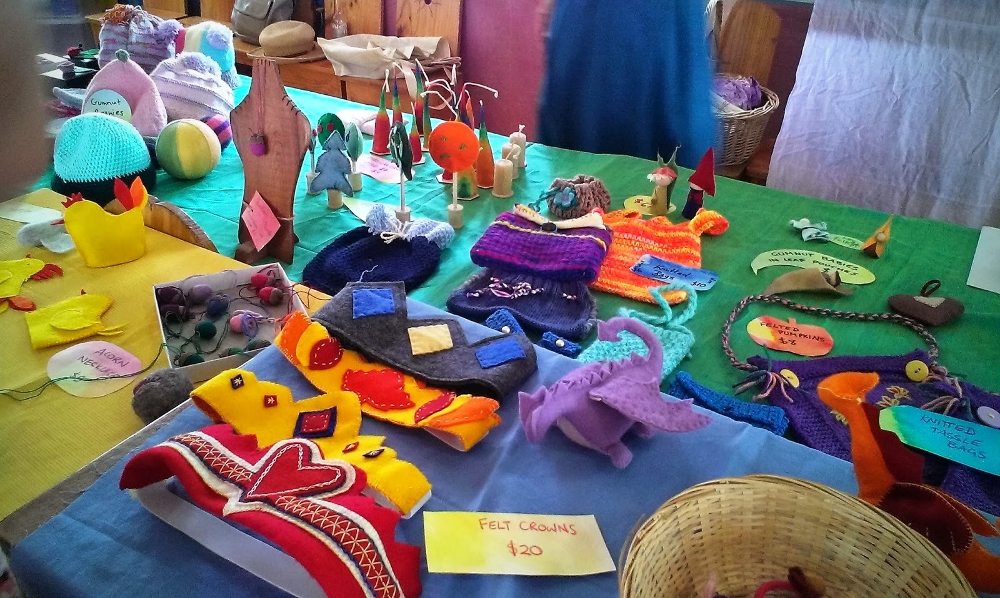 Gumnut
Babies
$6
Knitted
Bags
$10
GUMNUT BABIES
IN LEAF POUCHES
FELTED
PUMPKINS
$8
ACORN
KNITTED
TASSLE
BAGS
FELT CROWNS
$20